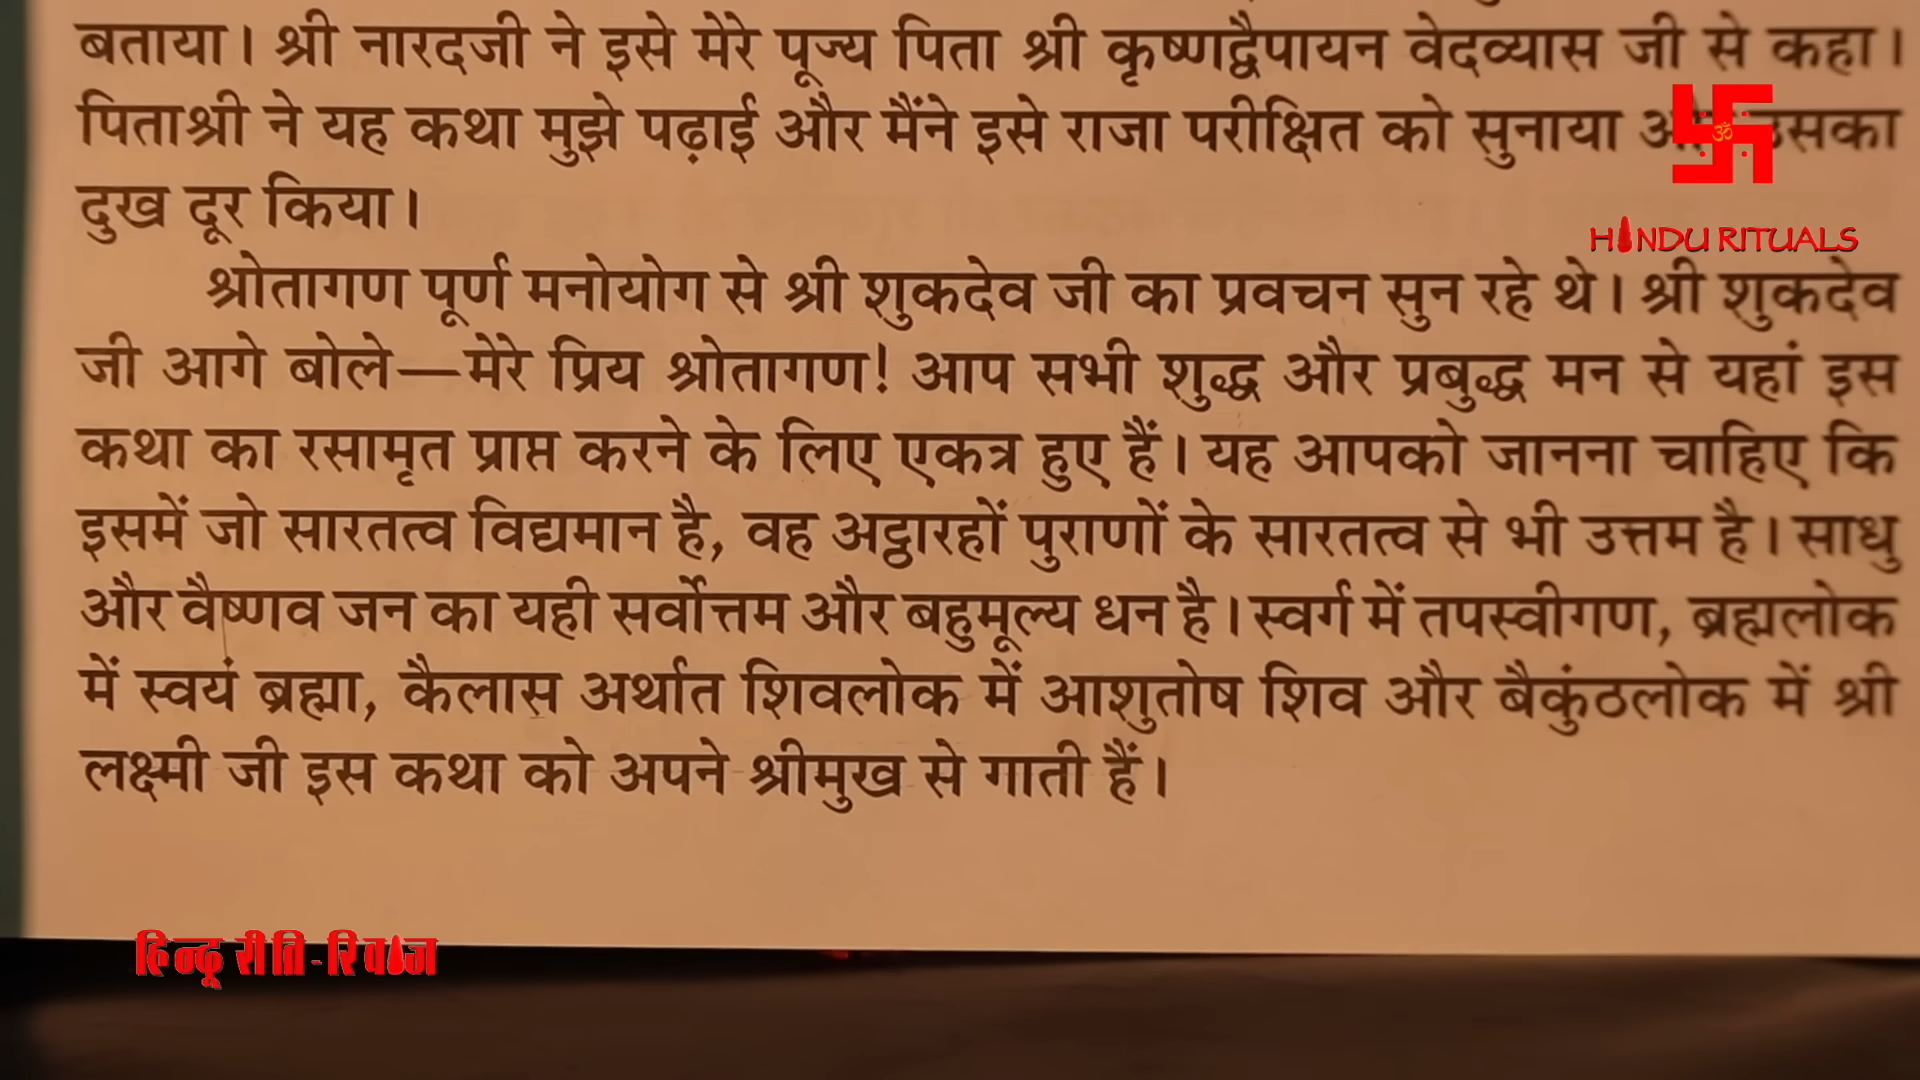 बताया। श्री नारदजी ने इसे मेरे पूज्य पिता श्री कृष्णद्वैपायन वेदव्यास जी से कहा।
पिताश्री ने यह कथा मुझे पढ़ाई और मैंने इसे राजा परीक्षित को सुनाया
दुख दूर किया।
HINDU RITUALS
श्रोतागण पूर्ण मनोयोग से श्री शुकदेव जी का प्रवचन सुन रहे थे। श्री शुकदेव
जी आगे बोले—मेरे प्रिय श्रोतागण! आप सभी शुद्ध और प्रबुद्ध मन से यहां इस
कथा का रसामृत प्राप्त करने के लिए एकत्र हुए हैं। यह आपको जानना चाहिए कि
इसमें जो सारतत्व विद्यमान है, वह अट्ठारहों पुराणों के सारतत्व से भी उत्तम है। साधु
और वैष्णव जन का यही सर्वोत्तम और बहुमूल्य धन है। स्वर्ग में तपस्वीगण, ब्रह्मलोक
में स्वयं ब्रह्मा, कैलास अर्थात शिवलोक में आशुतोष शिव और बैकुंठलोक में श्री
लक्ष्मी जी इस कथा को अपने श्रीमुख से गाती हैं।
हिन्दू रीति-रिवाज